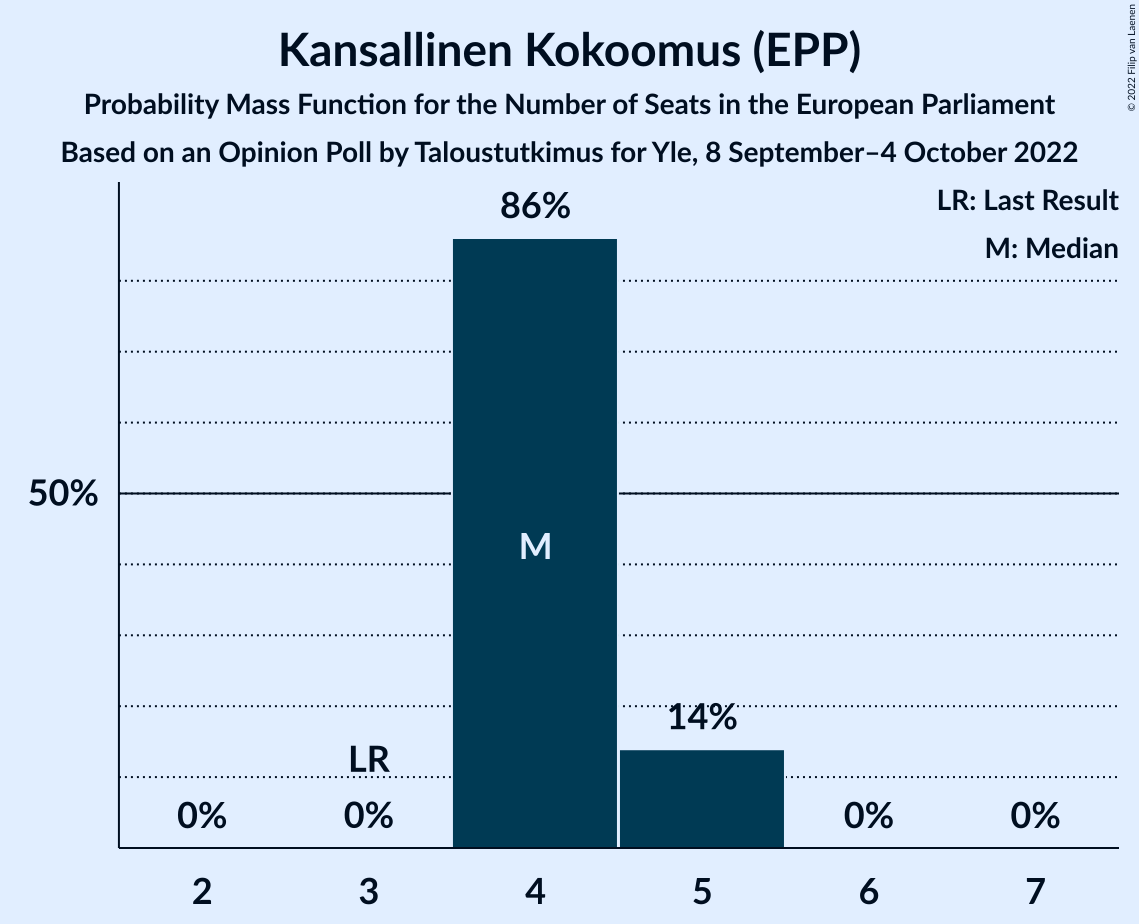 Kansallinen Kokoomus (EPP)
Probability Mass Function for the Number of Seats in the European Parliament
Based on an Opinion Poll by Taloustutkimus for Yle, 8 September–4 October 2022
© 2022 Filip van Laenen
LR: Last Result
M: Median
86%
50%
M
14%
LR
0% 0% 0% 0%
2 3 4 5 6 7